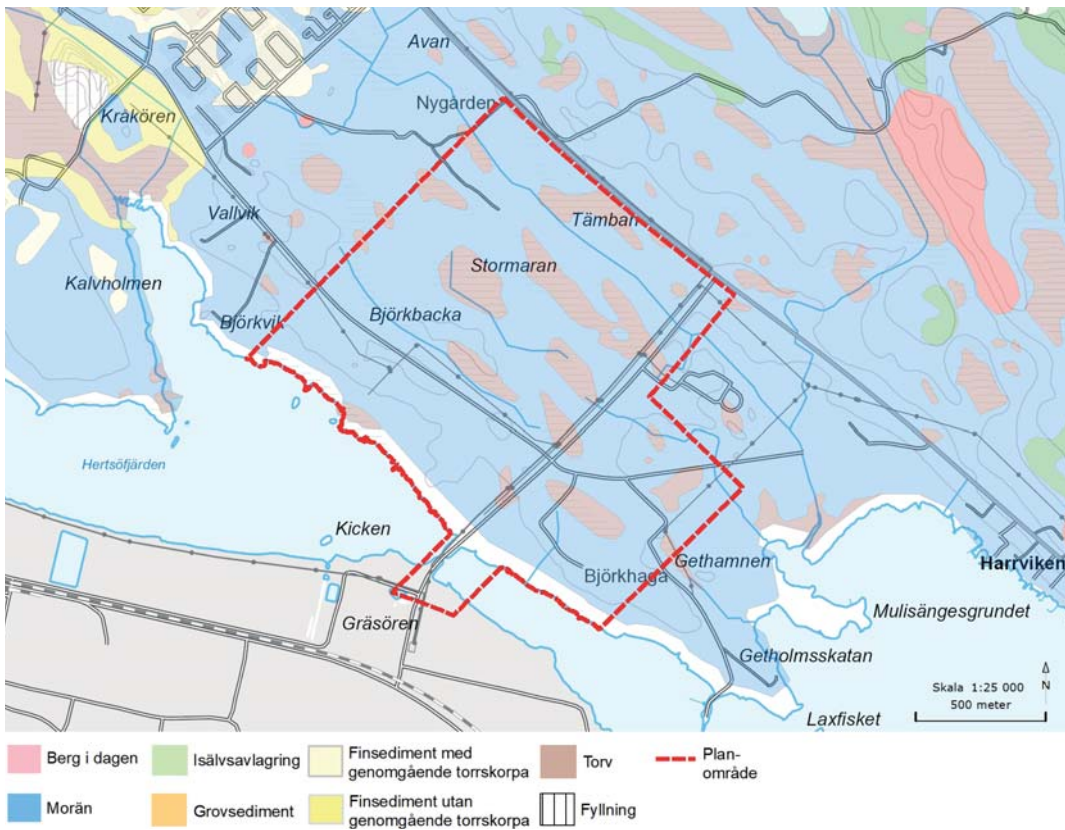 Avan
Nygården
Kråkören
Vallvik
Tämban
Stormaran
Kalvholmen
Björkbacka
Björkvik
Hertsöfjärden
Kicken
Gethamnen
Harrviken
Björkhaga
Mulisängesgrundet
Gräsören
Getholmsskatan
Laxfisket
Skala 1:25 000
500 meter
N
Berg i dagen
Morän
Isälvsavlagring
Grovsediment
Finsediment med
genomgående torrskorpa
Finsediment utan
genomgående torrskorpa
Torv
Fyllning
Plan-
område